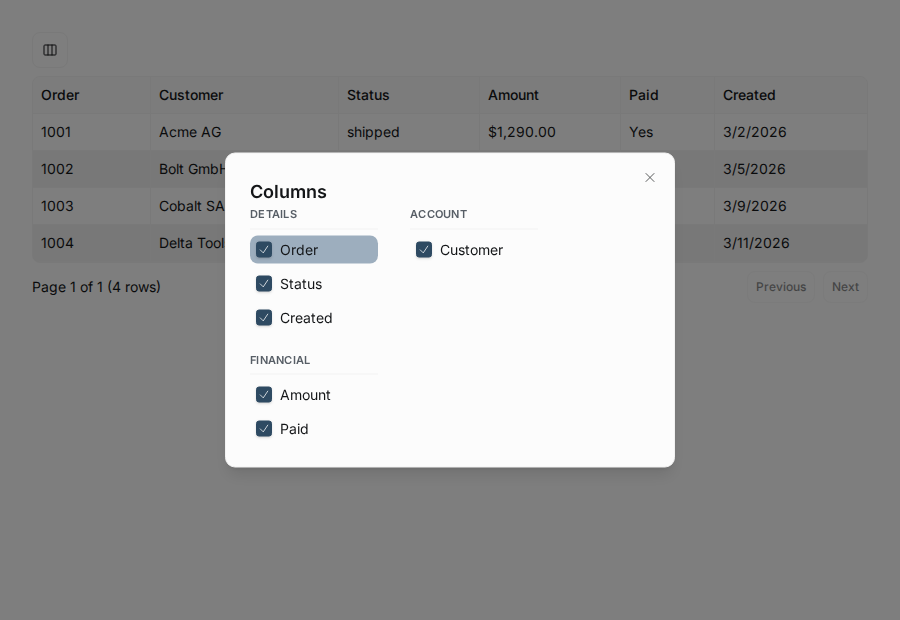 Order Customer Status Amount Paid Created
1001 Acme AG shipped $1,290.00 Yes 3/2/2026
1002 Bolt GmbH 3/5/2026
1003 Cobalt SA 3/9/2026
1004 Delta Tool 3/11/2026
Page 1 of 1 (4 rows) Previous Next
Columns
DETAILS
Order
Status
Created
FINANCIAL
Amount
Paid
ACCOUNT
Customer